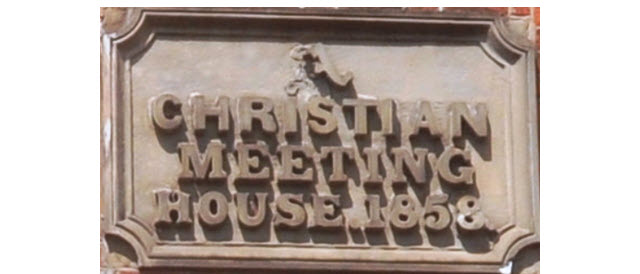 CHRISTIAN
MEETING
HOUSE 1858.